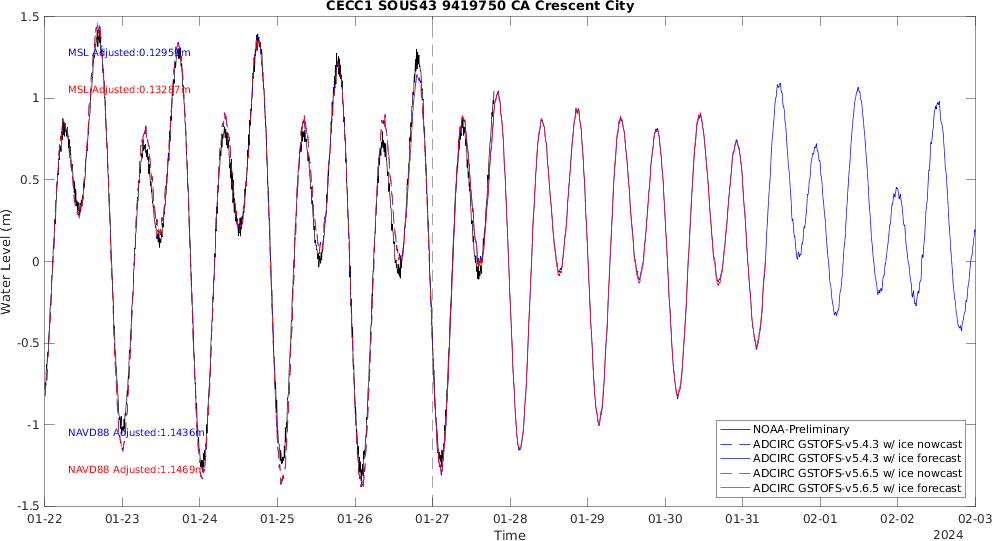 CECC1 SOUS43 9419750 CA Crescent City
Water Level (m)
1.5
1
0.5
0
-0.5
-1
-1.5
MSL Adjusted:0.12959m
MSL Adjusted:0.13287m
NAVD88 Adjusted:1.1436m
NAVD88 Adjusted:1.1469m
NOAA-Preliminary
ADCIRC GSTOFS-v5.4.3 w/ ice nowcast
ADCIRC GSTOFS-v5.4.3 w/ ice forecast
ADCIRC GSTOFS-v5.6.5 w/ ice nowcast
ADCIRC GSTOFS-v5.6.5 w/ ice forecast
01-22 01-23 01-24 01-25 01-26 01-27 01-28 01-29 01-30 01-31 02-01 02-02 02-03
Time
2024